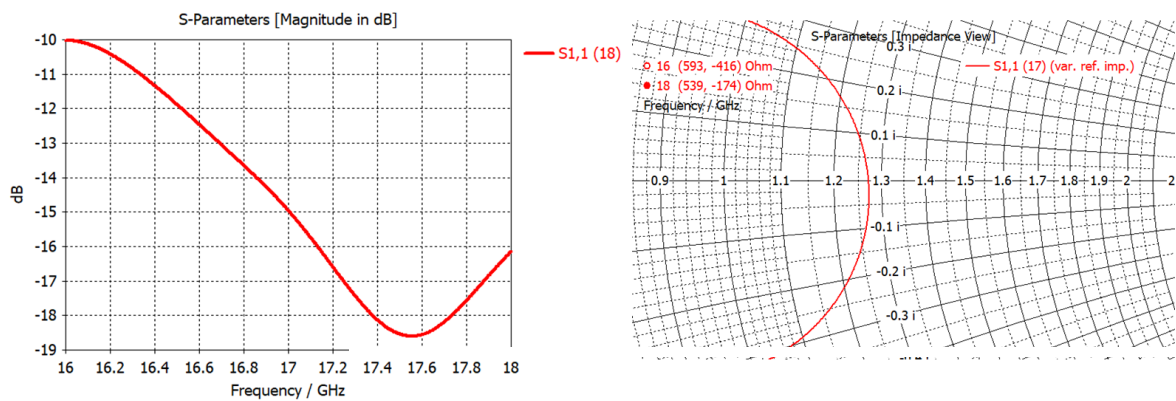 S-Parameters [Magnitude in dB]
-10
-11
-12
-13
-14
-15
-16
-17
-18
-19
dB
16
16.2
16.4
16.6
16.8
17
17.2
17.4
17.6
17.8
18
Frequency / GHz
S1,1 (18)
S-Parameters [Impedance View]
16 (593, -416) Ohm
18 (539, -174) Ohm
Frequency / GHz
S1,1 (17) (var. ref. imp.)
0.3 i
0.2 i
0.1 i
0.9
1
1.1
1.2
1.3
1.4
1.5
1.6
1.7
1.8
1.9
2
2
-0.1 i
-0.2 i
-0.3 i